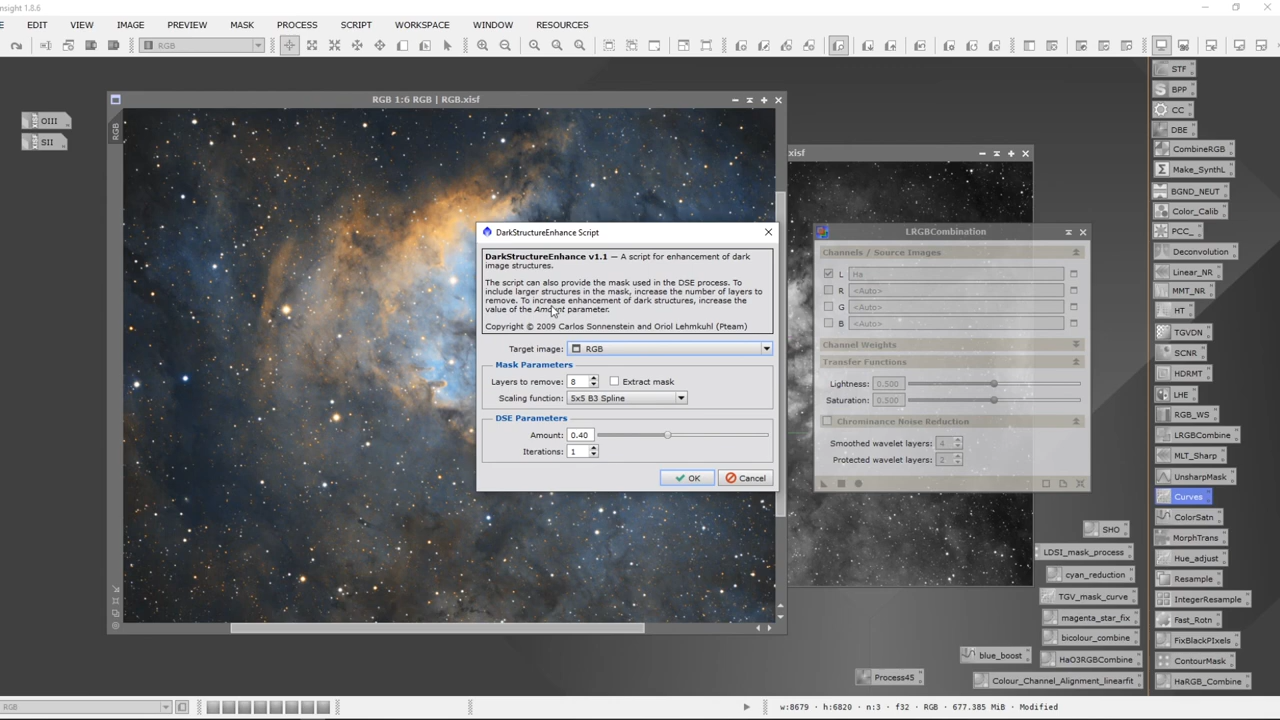 nsight 1.8.6
E EDIT VIEW IMAGE PREVIEW MASK PROCESS SCRIPT WORKSPACE WINDOW RESOURCES
RGB
OIII
SII
RGB 1:6 RGB | RGB.xisf
RGB
.xisf
DarkStructureEnhance Script
DarkStructureEnhance v1.1 — A script for enhancement of dark
image structures.
The script can also provide the mask used in the DSE process. To
include larger structures in the mask, increase the number of layers to
remove. To increase enhancement of dark structures, increase the
value of the Amount parameter.
Copyright © 2009 Carlos Sonnenstein and Oriol Lehmkuhl (Pteam)
Target image: RGB
Mask Parameters
Layers to remove: 8 Extract mask
Scaling function: 5x5 B3 Spline
DSE Parameters
Amount: 0.40
Iterations: 1
OK Cancel
LRGBCombination
Channels / Source Images
L Ha
R <Auto>
G <Auto>
B <Auto>
Channel Weights
Transfer Functions
Lightness: 0.500
Saturation: 0.500
Chrominance Noise Reduction
Smoothed wavelet layers: 4
Protected wavelet layers: 2
SHO
LDSI_mask_process
cyan_reduction
TGV_mask_curve
magenta_star_fix
bicolour_combine
blue_boost
HaO3RGBCombine
Process45
Colour_Channel_Alignment_linearfit
STF
BPP
CC
DBE
CombineRGB
Make_SynthL
BGND_NEUT
Color_Calib
PCC_
Deconvolution
Linear_NR
MMT_NR
HT
TGVDN
SCNR
HDRMT
LHE
RGB_WS
LRGBCombine
MLT_Sharp
UnsharpMask
Curves
ColorSatn
MorphTrans
Hue_adjust
Resample
IntegerResample
Fast_Rotn
FixBlackPIxels
ContourMask
HaRGB_Combine
RGB
w:8679 · h:6820 · n:3 · f32 · RGB · 677.385 MiB · Modified